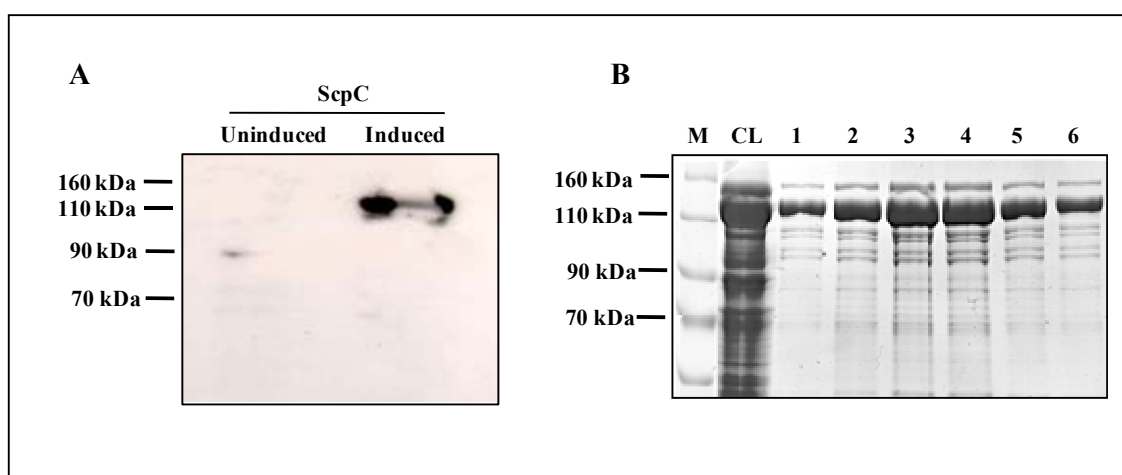 A
ScpC
Uninduced Induced
160 kDa
110 kDa
90 kDa
70 kDa
B
M CL 1 2 3 4 5 6
160 kDa
110 kDa
90 kDa
70 kDa